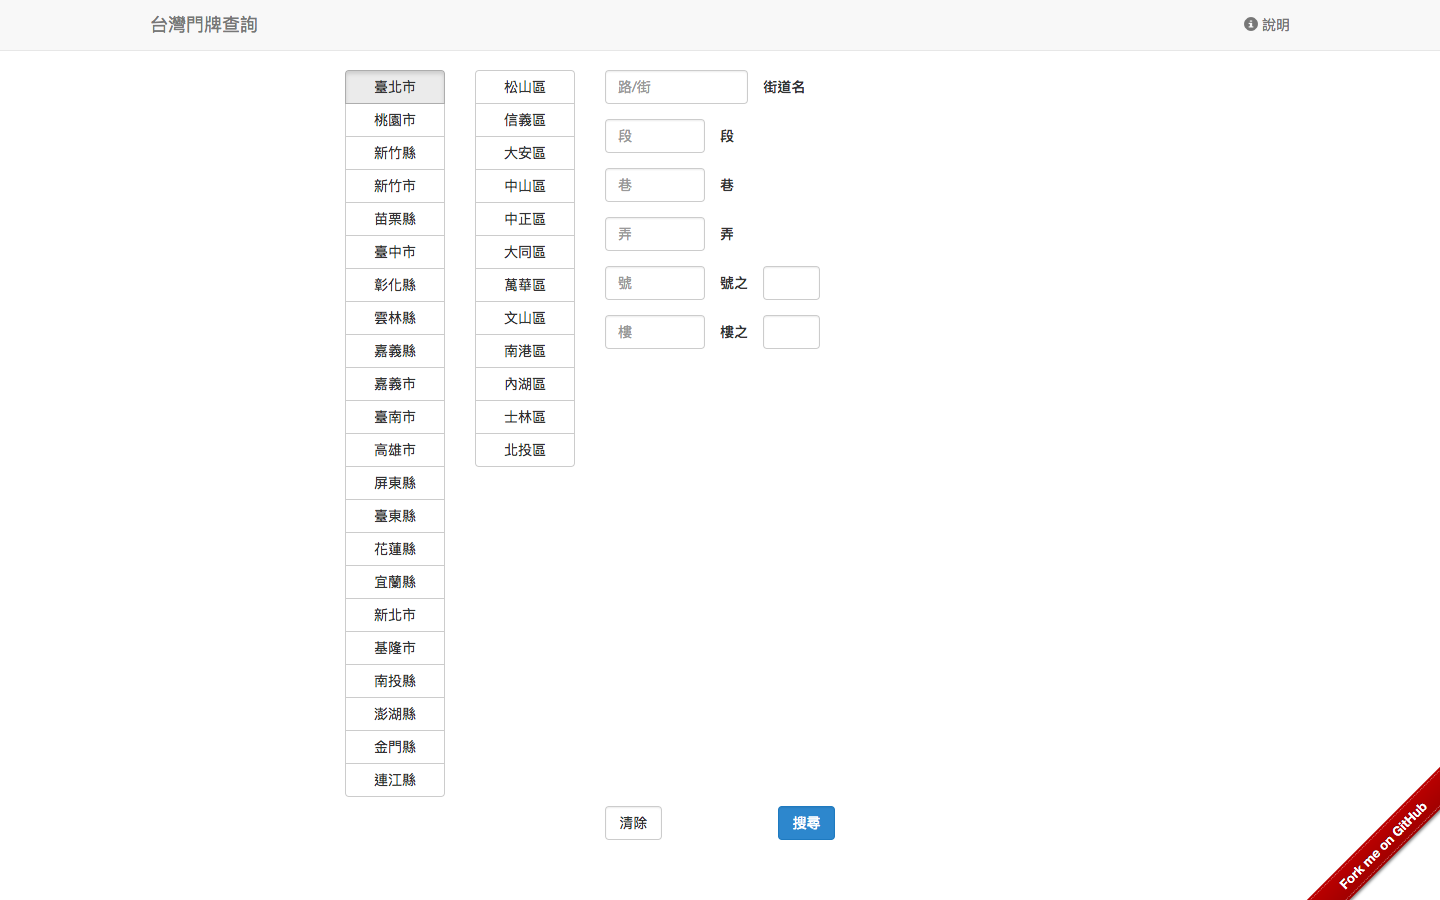 台灣門牌查詢
說明
臺北市
桃園市
新竹縣
新竹市
苗栗縣
臺中市
彰化縣
雲林縣
嘉義縣
嘉義市
臺南市
高雄市
屏東縣
臺東縣
花蓮縣
宜蘭縣
新北市
基隆市
南投縣
澎湖縣
金門縣
連江縣
松山區
信義區
大安區
中山區
中正區
大同區
萬華區
文山區
南港區
內湖區
士林區
北投區
路/街 街道名
段 段
巷 巷
弄 弄
號 號之
樓 樓之
清除 搜尋
Fork me on GitHub